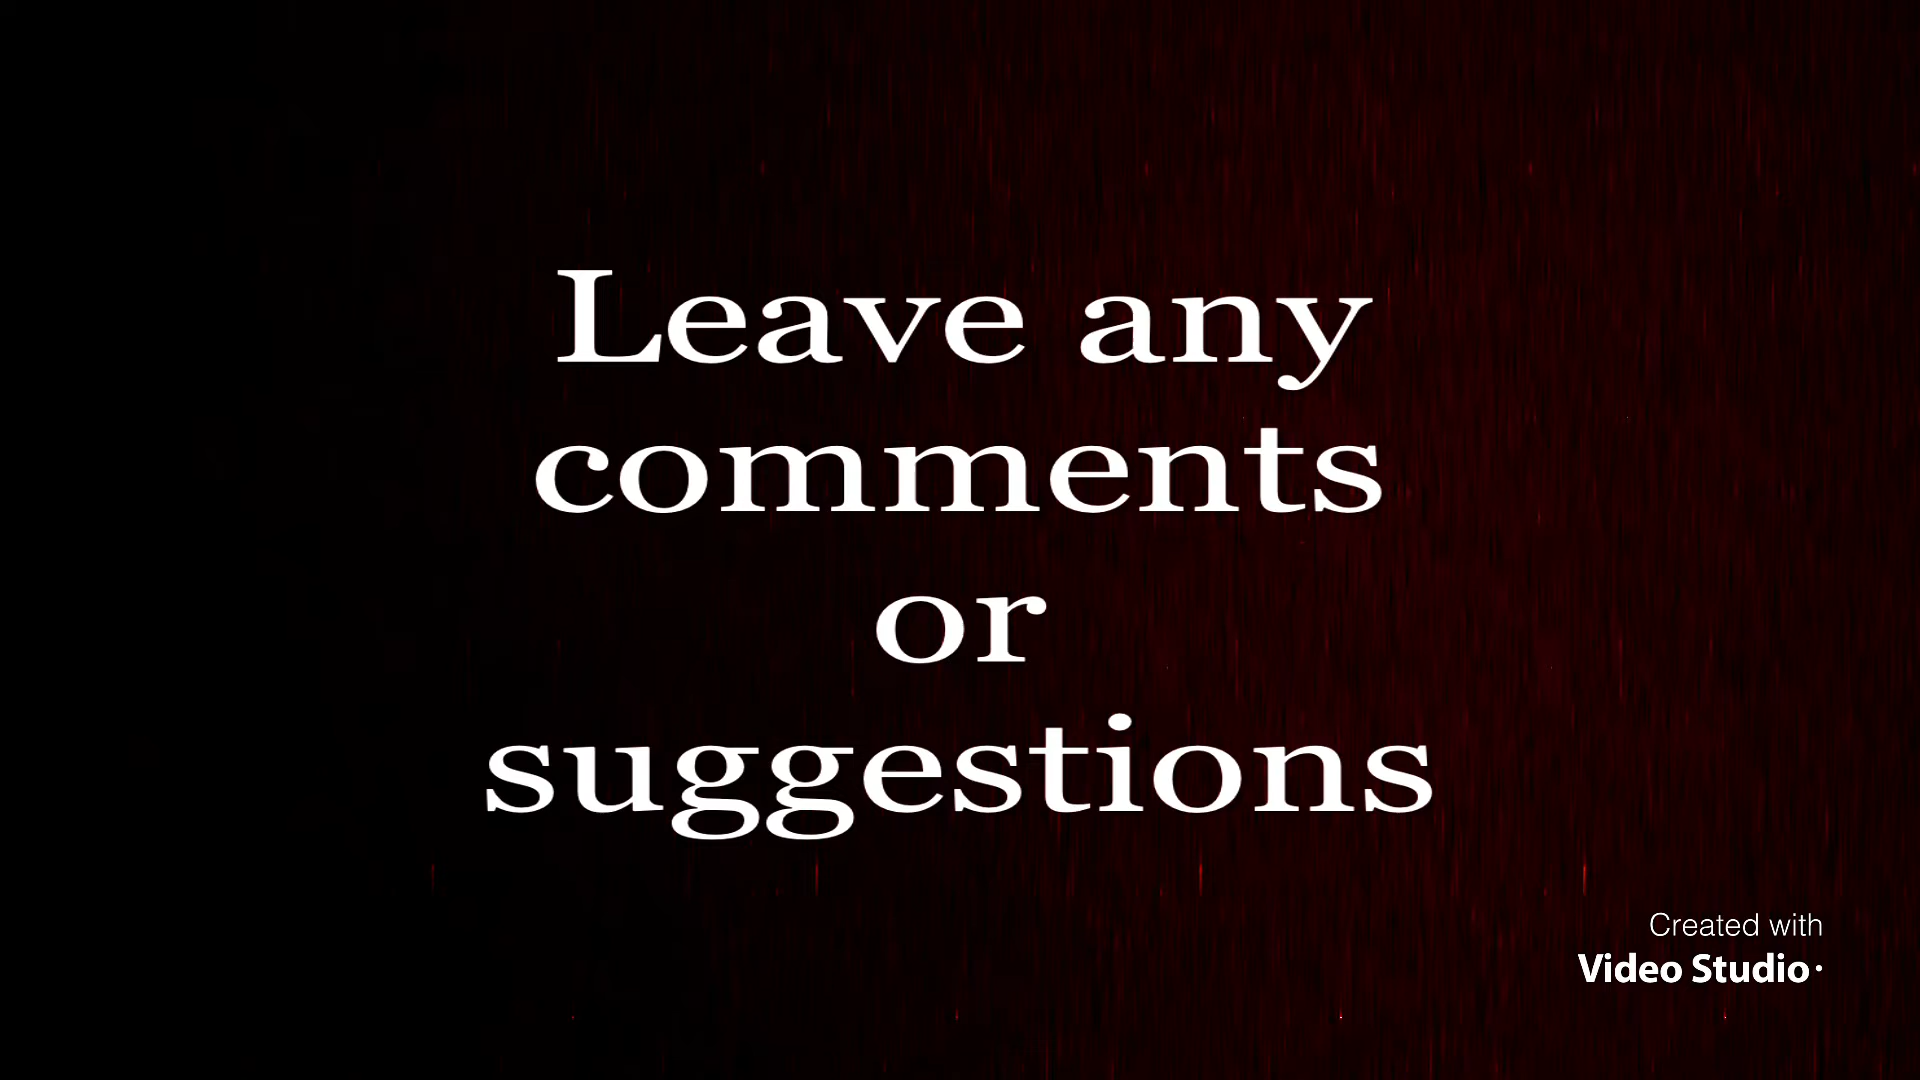 Leave any
comments
or
suggestions
Created with
Video Studio